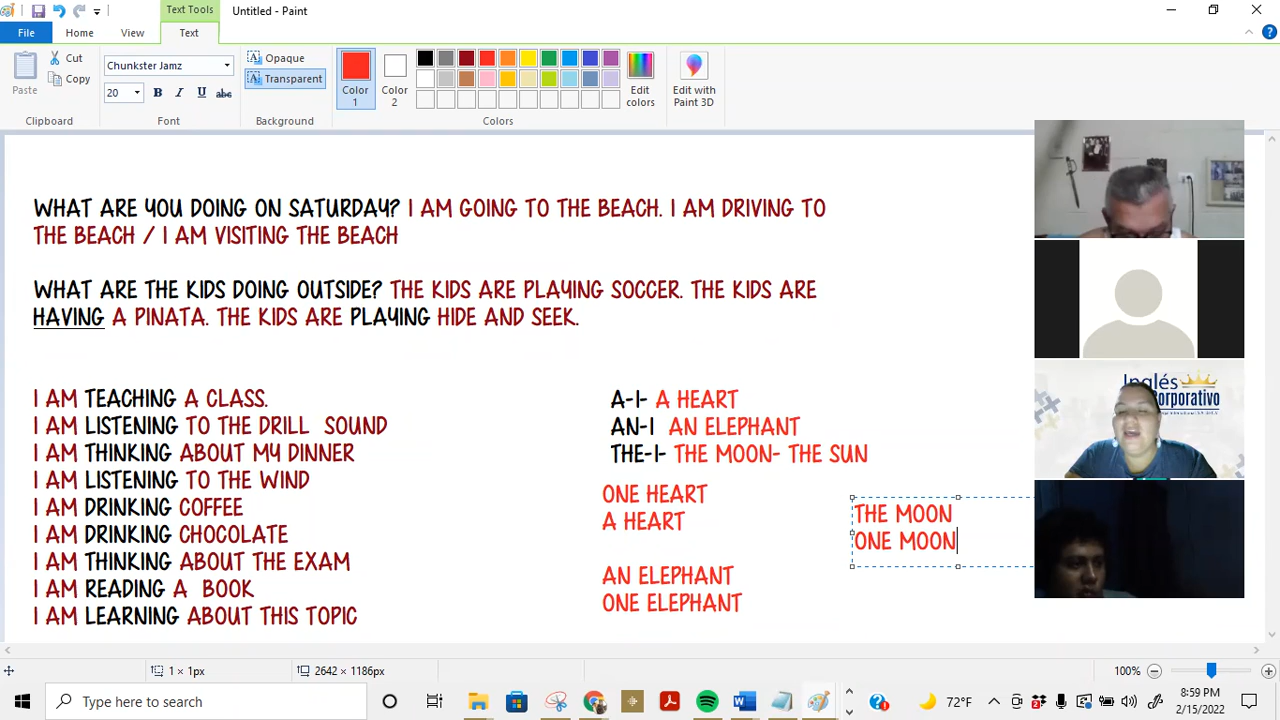 Text Tools
Untitled - Paint
File
Home
View
Text
Paste
Cut
Copy
Clipboard
Chunkster Jamz
20
B I U abc
Font
Opaque
Transparent
Background
Color 1
Color 2
Edit colors
Edit with Paint 3D
Colors
WHAT ARE YOU DOING ON SATURDAY? I AM GOING TO THE BEACH. I AM DRIVING TO
THE BEACH / I AM VISITING THE BEACH
WHAT ARE THE KIDS DOING OUTSIDE? THE KIDS ARE PLAYING SOCCER. THE KIDS ARE
HAVING A PINATA. THE KIDS ARE PLAYING HIDE AND SEEK.
I AM TEACHING A CLASS.
I AM LISTENING TO THE DRILL SOUND
I AM THINKING ABOUT MY DINNER
I AM LISTENING TO THE WIND
I AM DRINKING COFFEE
I AM DRINKING CHOCOLATE
I AM THINKING ABOUT THE EXAM
I AM READING A BOOK
I AM LEARNING ABOUT THIS TOPIC
A-1- A HEART
AN-1 AN ELEPHANT
THE-1- THE MOON- THE SUN
ONE HEART
A HEART
AN ELEPHANT
ONE ELEPHANT
THE MOON
ONE MOON
Inglés
orporativo
1 × 1px
2642 × 1186px
100%
Type here to search
72°F
8:59 PM
2/15/2022